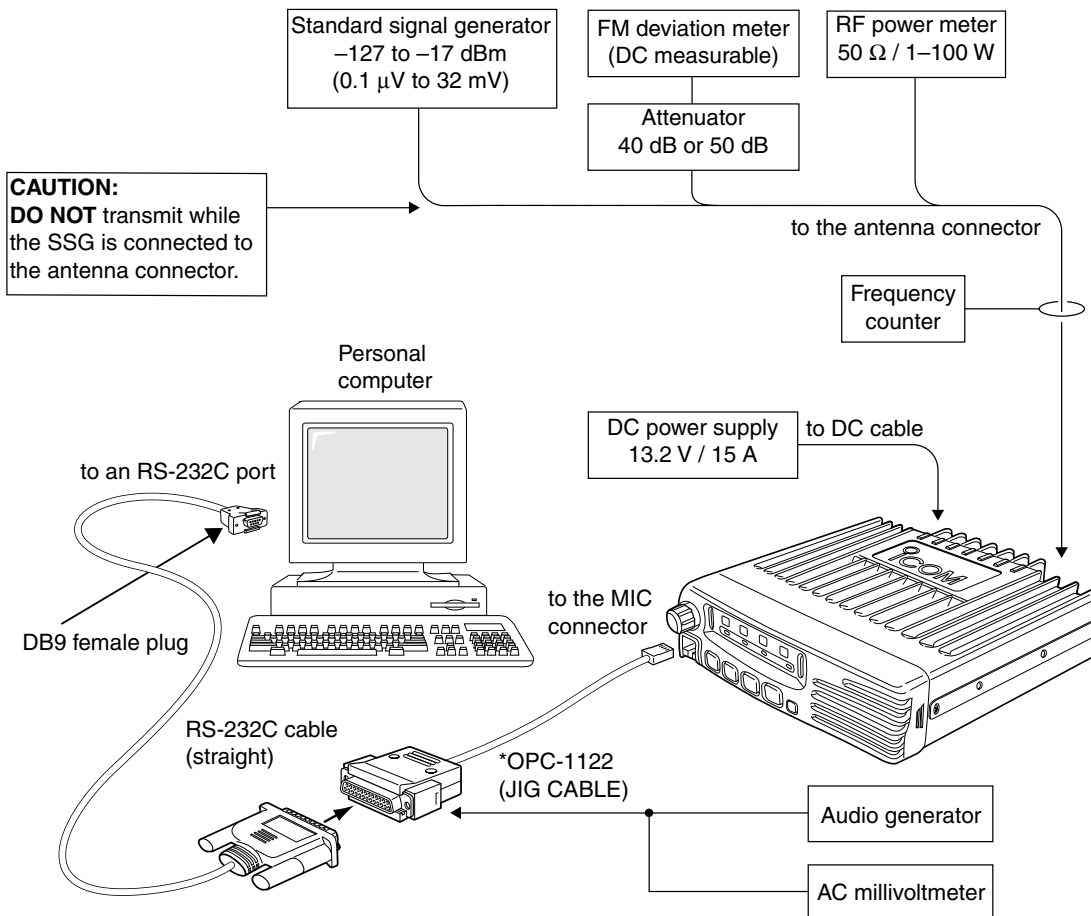 Standard signal generator
–127 to –17 dBm
(0.1 µV to 32 mV)
FM deviation meter
(DC measurable)
RF power meter
50 Ω / 1–100 W
Attenuator
40 dB or 50 dB
CAUTION:
DO NOT transmit while
the SSG is connected to
the antenna connector.
to the antenna connector
Frequency
counter
Personal
computer
DC power supply
13.2 V / 15 A
to DC cable
to an RS-232C port
ICOM
to the MIC
connector
DB9 female plug
RS-232C cable
(straight)
*OPC-1122
(JIG CABLE)
Audio generator
AC millivoltmeter